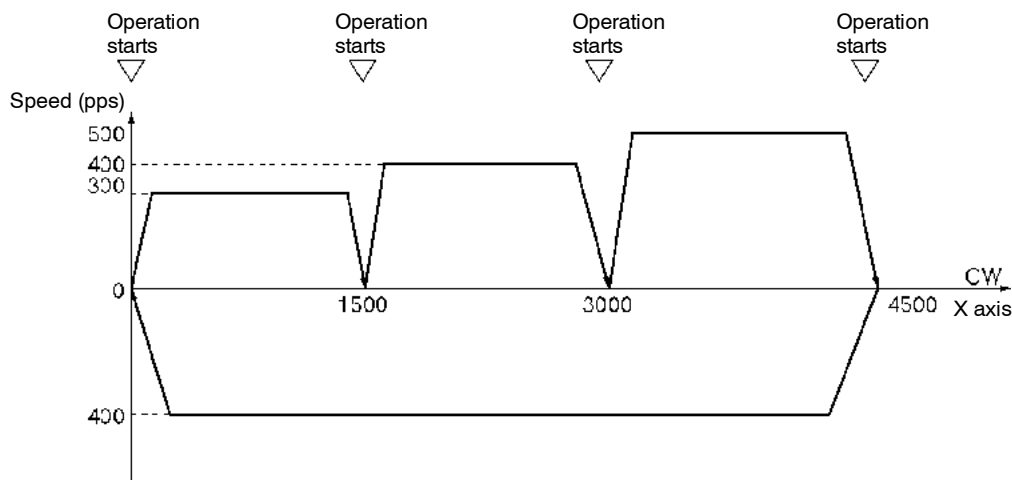 Operation starts
Operation starts
Operation starts
Operation starts
Speed (pps)
500
400
300
0
1500
3000
4500
CW
X axis
400